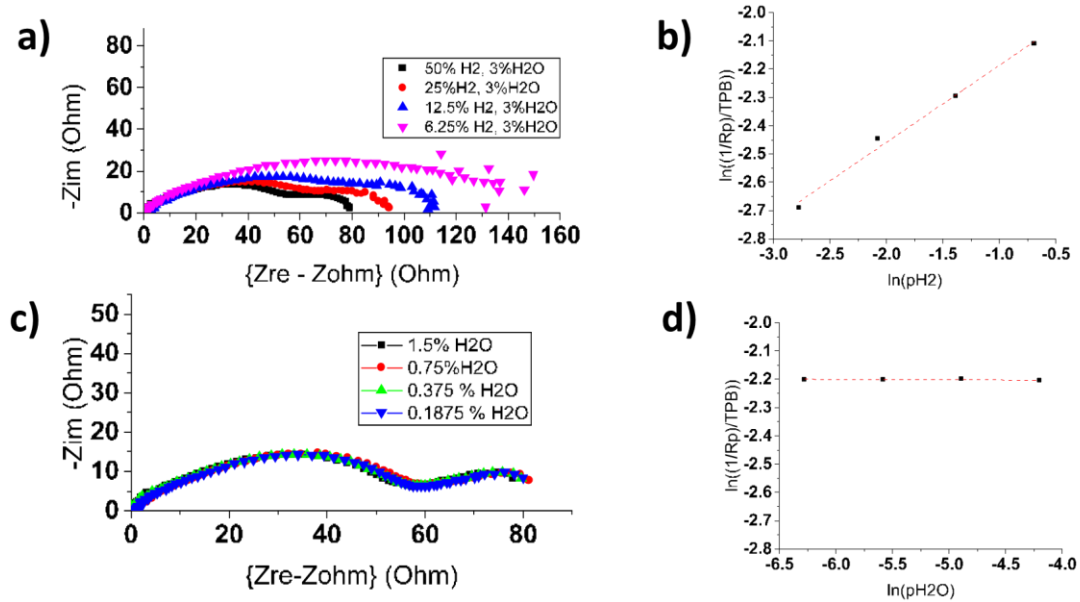 a)
80
60
40
20
0
-Zim (Ohm)
50% H2, 3%H2O
25%H2, 3%H2O
12.5% H2, 3%H2O
6.25% H2, 3%H2O
0 20 40 60 80 100 120 140 160
{Zre - Zohm} (Ohm)
b)
-2.0
-2.1
-2.2
-2.3
-2.4
-2.5
-2.6
-2.7
-2.8
ln((1/Rp)/TPB))
-3.0 -2.5 -2.0 -1.5 -1.0 -0.5
ln(pH2)
c)
50
40
30
20
10
0
-Zim (Ohm)
1.5% H2O
0.75%H2O
0.375 % H2O
0.1875 % H2O
0 20 40 60 80
{Zre-Zohm} (Ohm)
d)
-2.0
-2.1
-2.2
-2.3
-2.4
-2.5
-2.6
-2.7
-2.8
ln((1/Rp)/TPB))
-6.5 -6.0 -5.5 -5.0 -4.5 -4.0
ln(pH2O)